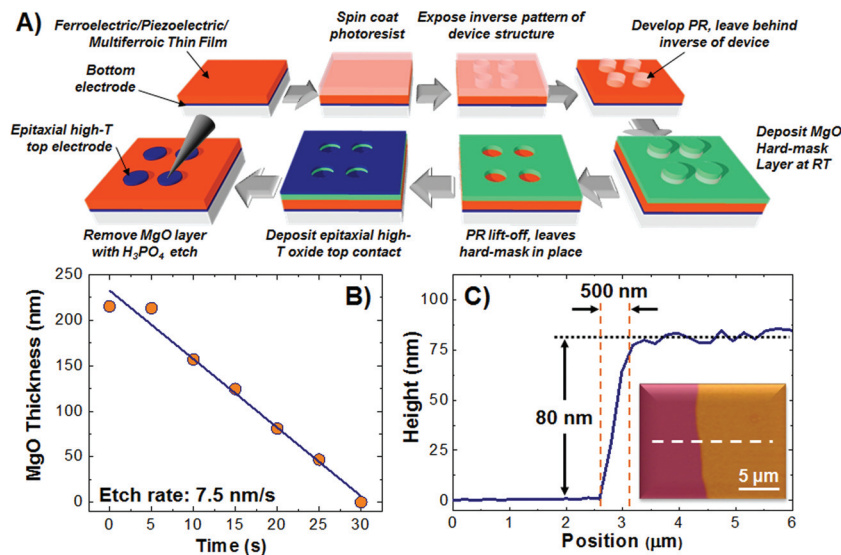 A)
Ferroelectric/Piezoelectric/
Multiferroic Thin Film
Bottom
electrode
Spin coat
photoresist
Expose inverse pattern of
device structure
Develop PR, leave behind
inverse of device
Epitaxial high-T
top electrode
Deposit MgO
Hard-mask
Layer at RT
Remove MgO layer
with H₃PO₄ etch
Deposit epitaxial high-
T oxide top contact
PR lift-off, leaves
hard-mask in place
B)
MgO Thickness (nm)
250
200
150
100
50
0
Etch rate: 7.5 nm/s
0 5 10 15 20 25 30
Time (s)
C)
500 nm
Height (nm)
100
75
50
25
0
80 nm
5 µm
0 1 2 3 4 5 6
Position (µm)